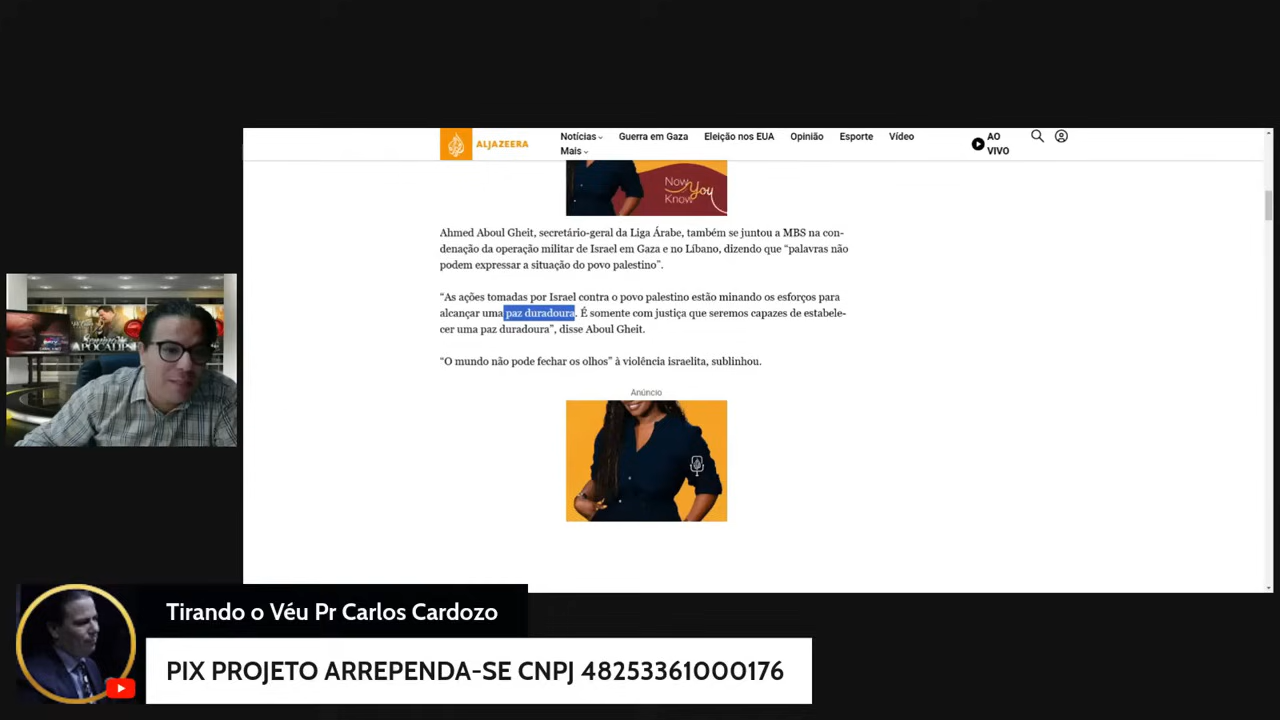 ALJAZEERA
Notícias
Guerra em Gaza
Eleição nos EUA
Opinião
Esporte
Vídeo
Mais
AO
VIVO
Now
You
Know
Ahmed Aboul Gheit, secretário-geral da Liga Árabe, também se juntou a MBS na con-
denação da operação militar de Israel em Gaza e no Líbano, dizendo que “palavras não
podem expressar a situação do povo palestino”.
“As ações tomadas por Israel contra o povo palestino estão minando os esforços para
alcançar uma paz duradoura. É somente com justiça que seremos capazes de estabele-
cer uma paz duradoura”, disse Aboul Gheit.
“O mundo não pode fechar os olhos” à violência israelita, sublinhou.
Anúncio
APOCALIPSE
Tirando o Véu Pr Carlos Cardozo
PIX PROJETO ARREPENDA-SE CNPJ 48253361000176